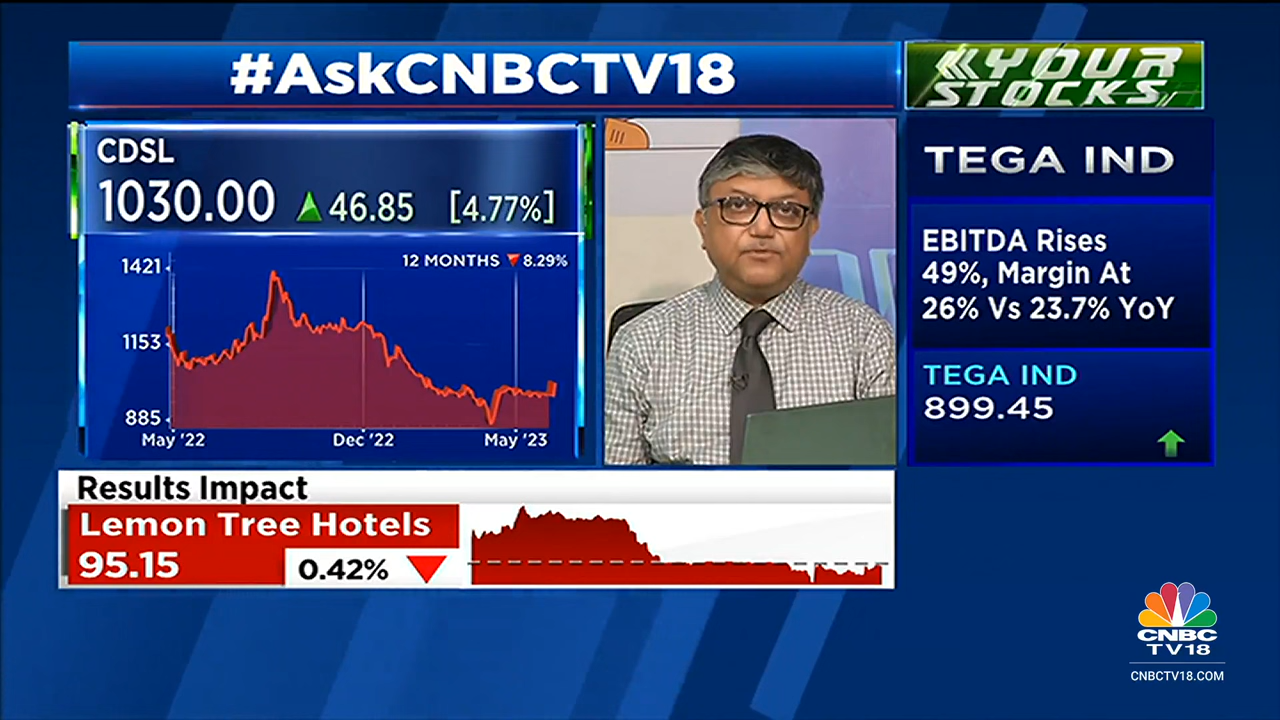 #AskCNBCTV18
YOUR
STOCKS
CDSL
1030.00 ▲ 46.85 [4.77%]
12 MONTHS ▼ 8.29%
1421
1153
885
May '22
Dec '22
May '23
TEGA IND
EBITDA Rises
49%, Margin At
26% Vs 23.7% YoY
TEGA IND
899.45
Results Impact
Lemon Tree Hotels
95.15
0.42%
CNBC
TV18
CNBCTV18.COM